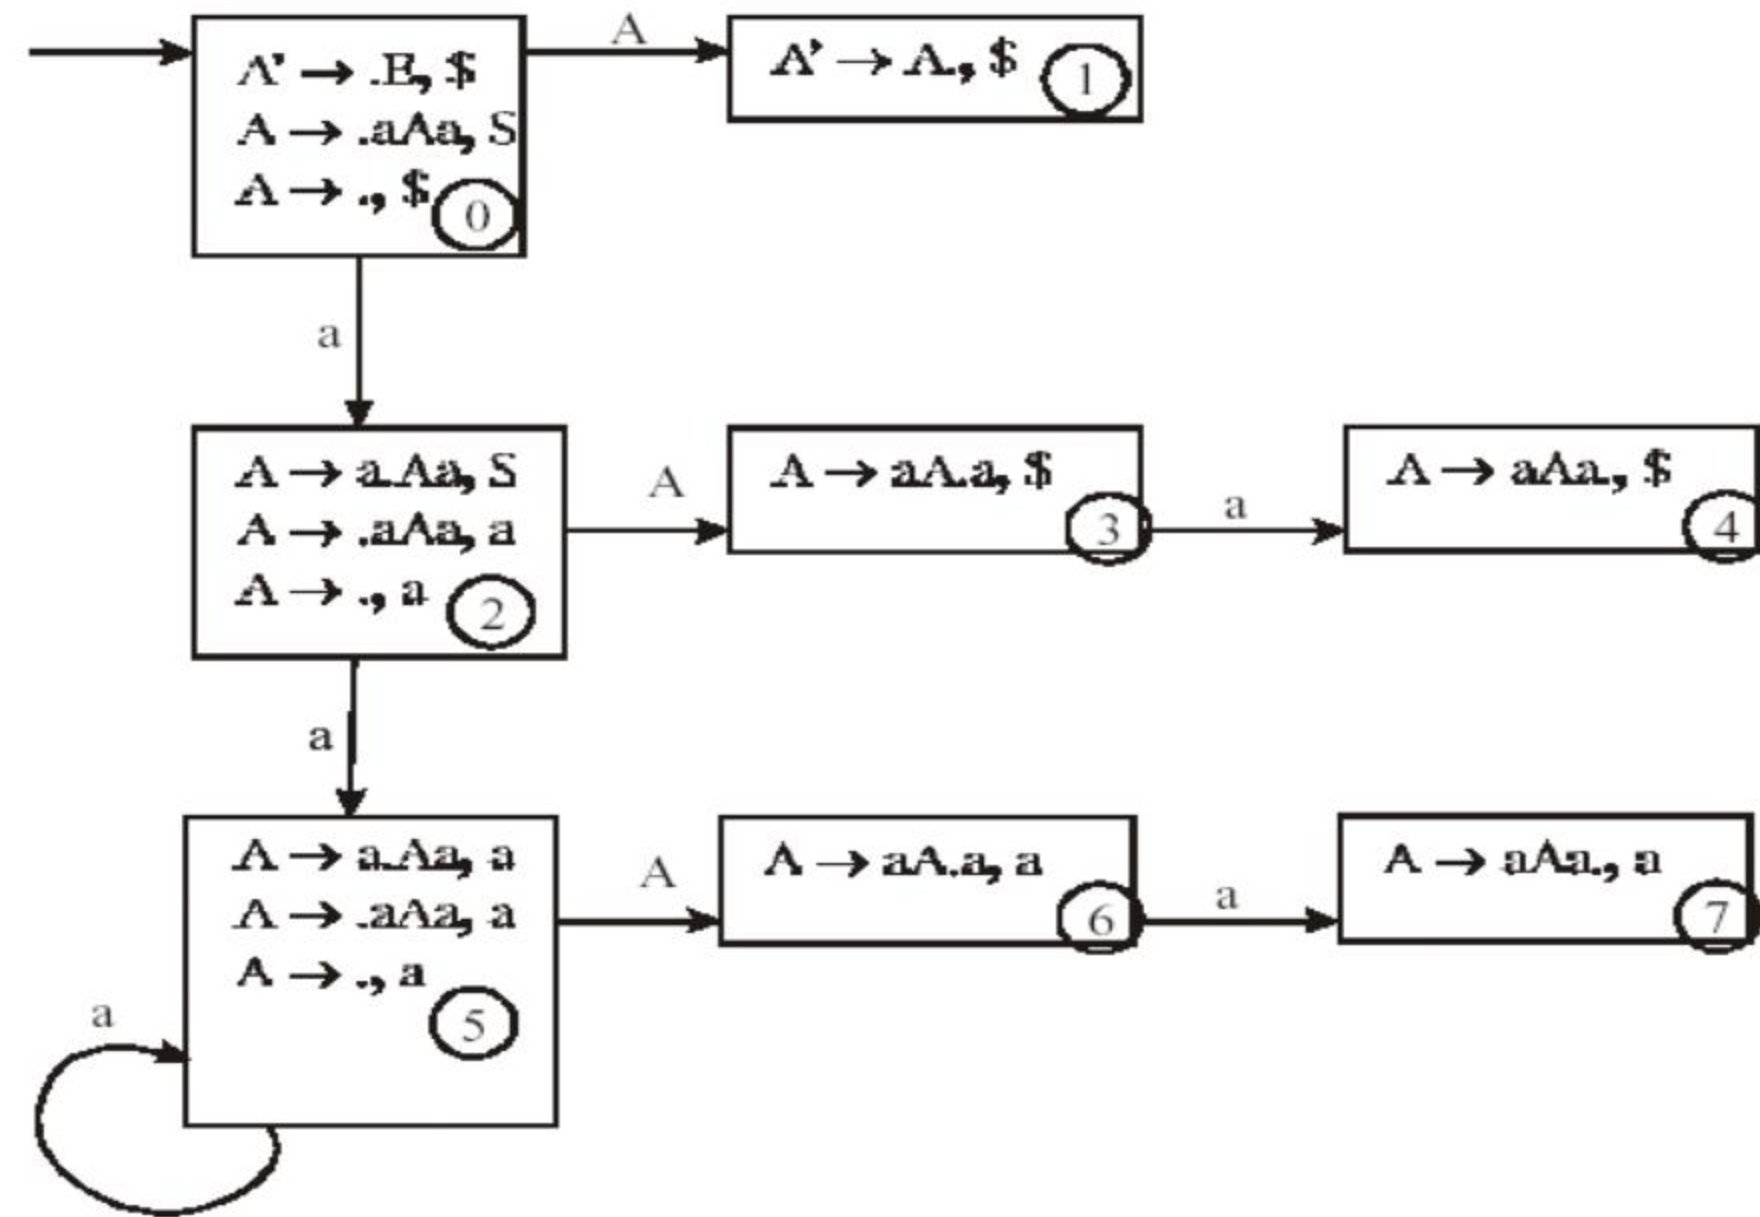 A
A' → .E, $
A → .aAa, S
A → ., $
0
A' → A., $
1
a
A → a.Aa, S
A → .aAa, a
A → ., a
2
A
A → aA.a, $
3
a
A → aAa., $
4
a
A → a.Aa, a
A → .aAa, a
A → ., a
5
a
A
A → aA.a, a
6
a
A → aAa., a
7